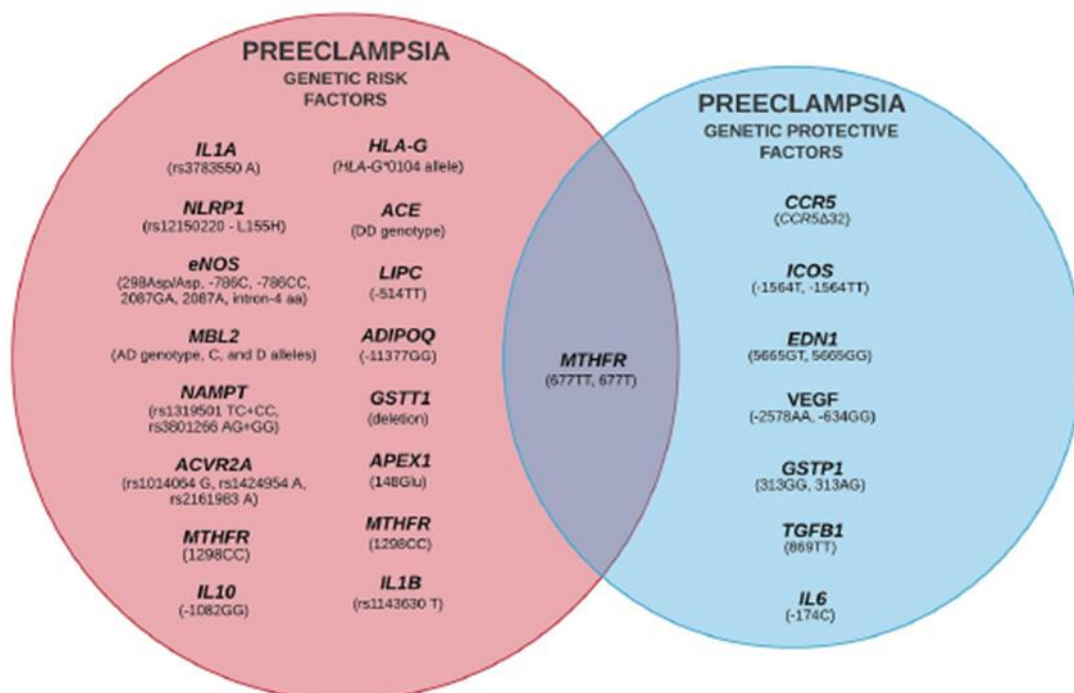 PREECLAMPSIA
GENETIC RISK
FACTORS
IL1A
(rs3783550 A)
NLRP1
(rs12150220 - L155H)
eNOS
(298Asp/Asp, -786C, -786CC,
2087GA, 2087A, intron-4 aa)
MBL2
(AD genotype, C, and D alleles)
NAMPT
(rs1319501 TC+CC,
rs3801266 AG+GG)
ACVR2A
(rs1014064 G, rs1424954 A,
rs2161983 A)
MTHFR
(1298CC)
IL10
(-1082GG)
HLA-G
(HLA-G*0104 allele)
ACE
(DD genotype)
LIPC
(-514TT)
ADIPOQ
(-11377GG)
GSTT1
(deletion)
APEX1
(148Glu)
MTHFR
(1298CC)
IL1B
(rs1143630 T)
MTHFR
(677TT, 677T)
PREECLAMPSIA
GENETIC PROTECTIVE
FACTORS
CCR5
(CCR5Δ32)
ICOS
(-1564T, -1564TT)
EDN1
(5665GT, 5665GG)
VEGF
(-2578AA, -634GG)
GSTP1
(313GG, 313AG)
TGFB1
(869TT)
IL6
(-174C)